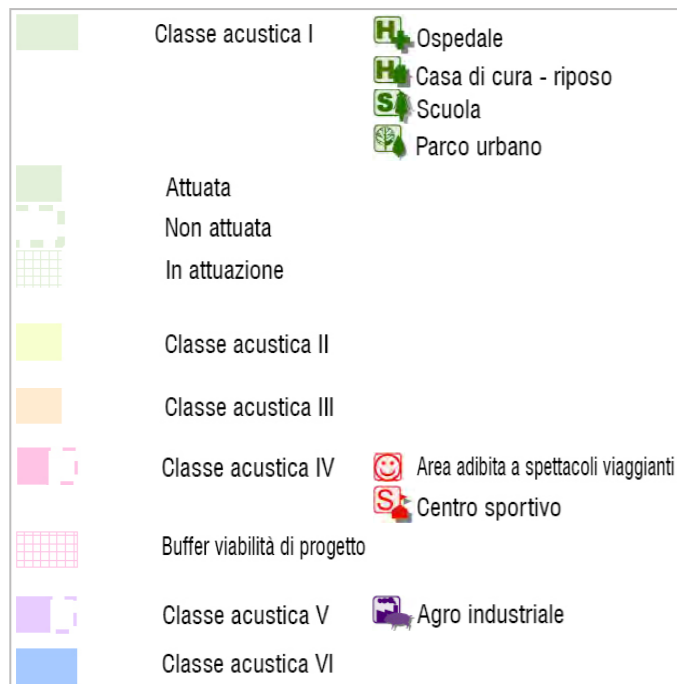 Classe acustica I
H Ospedale
H Casa di cura - riposo
S Scuola
Parco urbano
Attuata
Non attuata
In attuazione
Classe acustica II
Classe acustica III
Classe acustica IV
Area adibita a spettacoli viaggianti
S Centro sportivo
Buffer viabilità di progetto
Classe acustica V
Agro industriale
Classe acustica VI